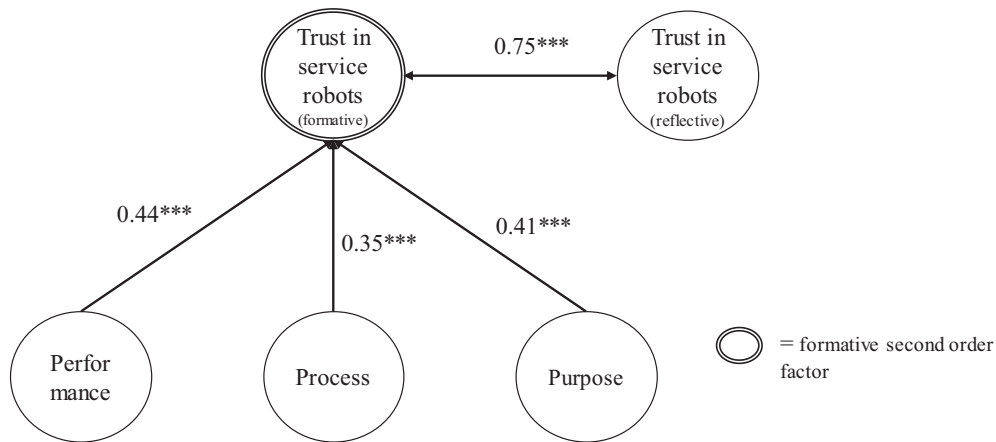 Trust in
service
robots
(formative)
0.75***
Trust in
service
robots
(reflective)
0.44***
0.35***
0.41***
Perfor
mance
Process
Purpose
= formative second order
factor